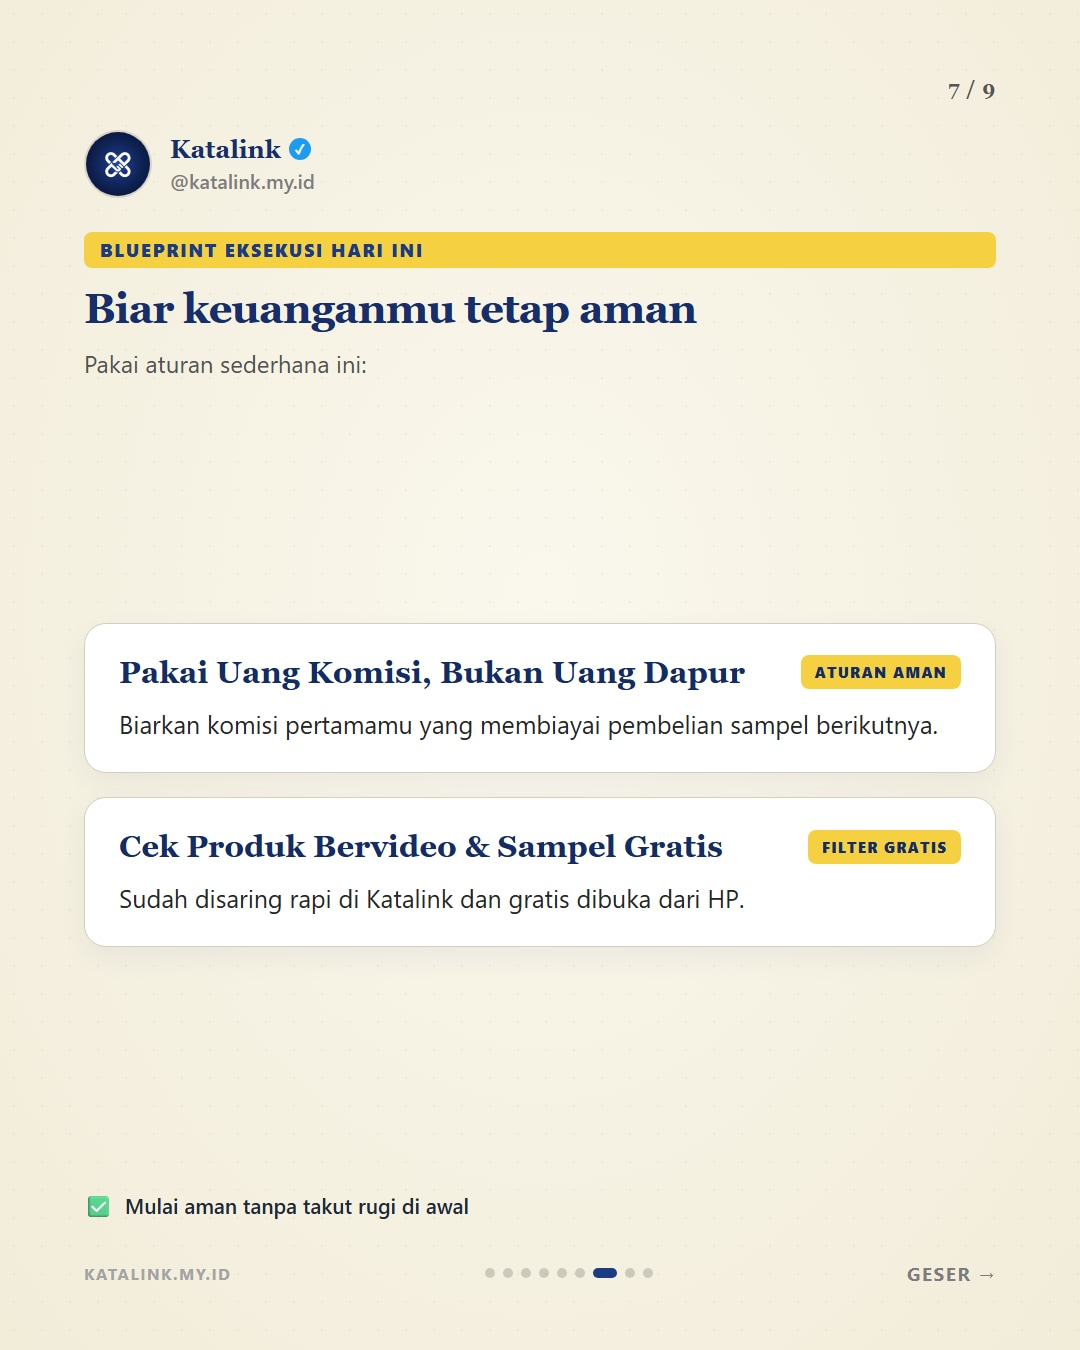 7 / 9
Katalink
@katalink.my.id
BLUEPRINT EKSEKUSI HARI INI
Biar keuanganmu tetap aman
Pakai aturan sederhana ini:
Pakai Uang Komisi, Bukan Uang Dapur
ATURAN AMAN
Biarkan komisi pertamamu yang membiayai pembelian sampel berikutnya.
Cek Produk Bervideo & Sampel Gratis
FILTER GRATIS
Sudah disaring rapi di Katalink dan gratis dibuka dari HP.
Mulai aman tanpa takut rugi di awal
KATALINK.MY.ID
GESER →